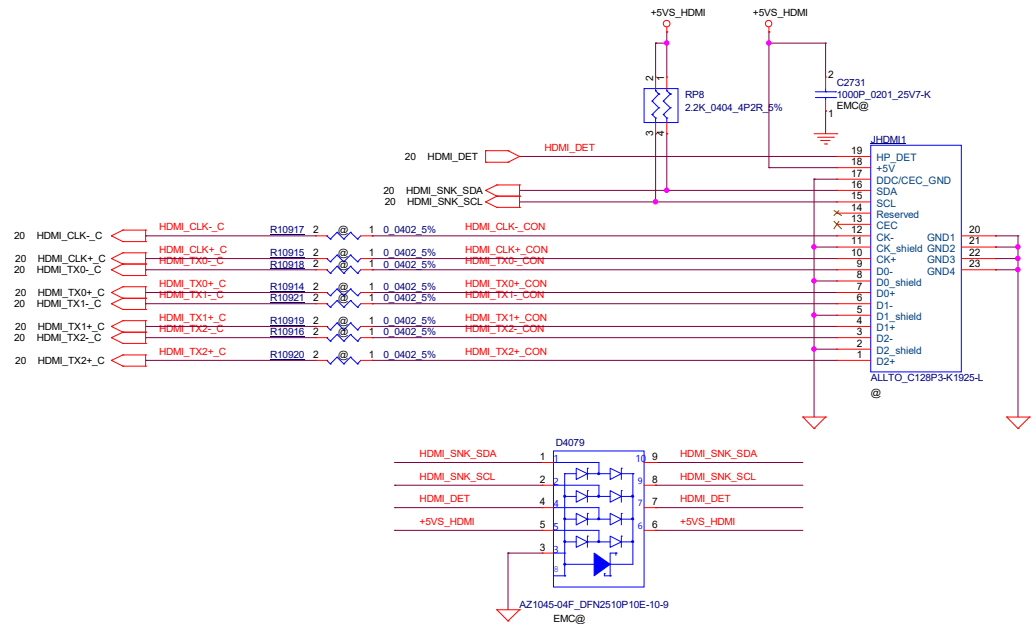 +5VS_HDMI
+5VS_HDMI
2
1
RP8
2.2K_0404_4P2R_5%
3
4
2
C2731
1000P_0201_25V7-K
EMC@
1
JHDMI1
20 HDMI_DET HDMI_DET 19 HP_DET
18 +5V
17 DDC/CEC_GND
20 HDMI_SNK_SDA 16 SDA
20 HDMI_SNK_SCL 15 SCL
14 Reserved
13 CEC
20 HDMI_CLK-_C HDMI_CLK-_C R10917 2 @ 1 0_0402_5% HDMI_CLK-_CON 12 CK- GND1 20
11 CK_shield GND2 21
20 HDMI_CLK+_C HDMI_CLK+_C R10915 2 @ 1 0_0402_5% HDMI_CLK+_CON 10 CK+ GND3 22
20 HDMI_TX0-_C HDMI_TX0-_C R10918 2 @ 1 0_0402_5% HDMI_TX0-_CON 9 D0- GND4 23
8 D0_shield
20 HDMI_TX0+_C HDMI_TX0+_C R10914 2 @ 1 0_0402_5% HDMI_TX0+_CON 7 D0+
20 HDMI_TX1-_C HDMI_TX1-_C R10921 2 @ 1 0_0402_5% HDMI_TX1-_CON 6 D1-
5 D1_shield
20 HDMI_TX1+_C HDMI_TX1+_C R10919 2 @ 1 0_0402_5% HDMI_TX1+_CON 4 D1+
20 HDMI_TX2-_C HDMI_TX2-_C R10916 2 @ 1 0_0402_5% HDMI_TX2-_CON 3 D2-
2 D2_shield
20 HDMI_TX2+_C HDMI_TX2+_C R10920 2 @ 1 0_0402_5% HDMI_TX2+_CON 1 D2+
ALLTO_C128P3-K1925-L
@
D4079
HDMI_SNK_SDA 1 1 10 9 HDMI_SNK_SDA
HDMI_SNK_SCL 2 2 9 8 HDMI_SNK_SCL
HDMI_DET 4 4 7 7 HDMI_DET
+5VS_HDMI 5 5 6 6 +5VS_HDMI
3 3
8
AZ1045-04F_DFN2510P10E-10-9
EMC@